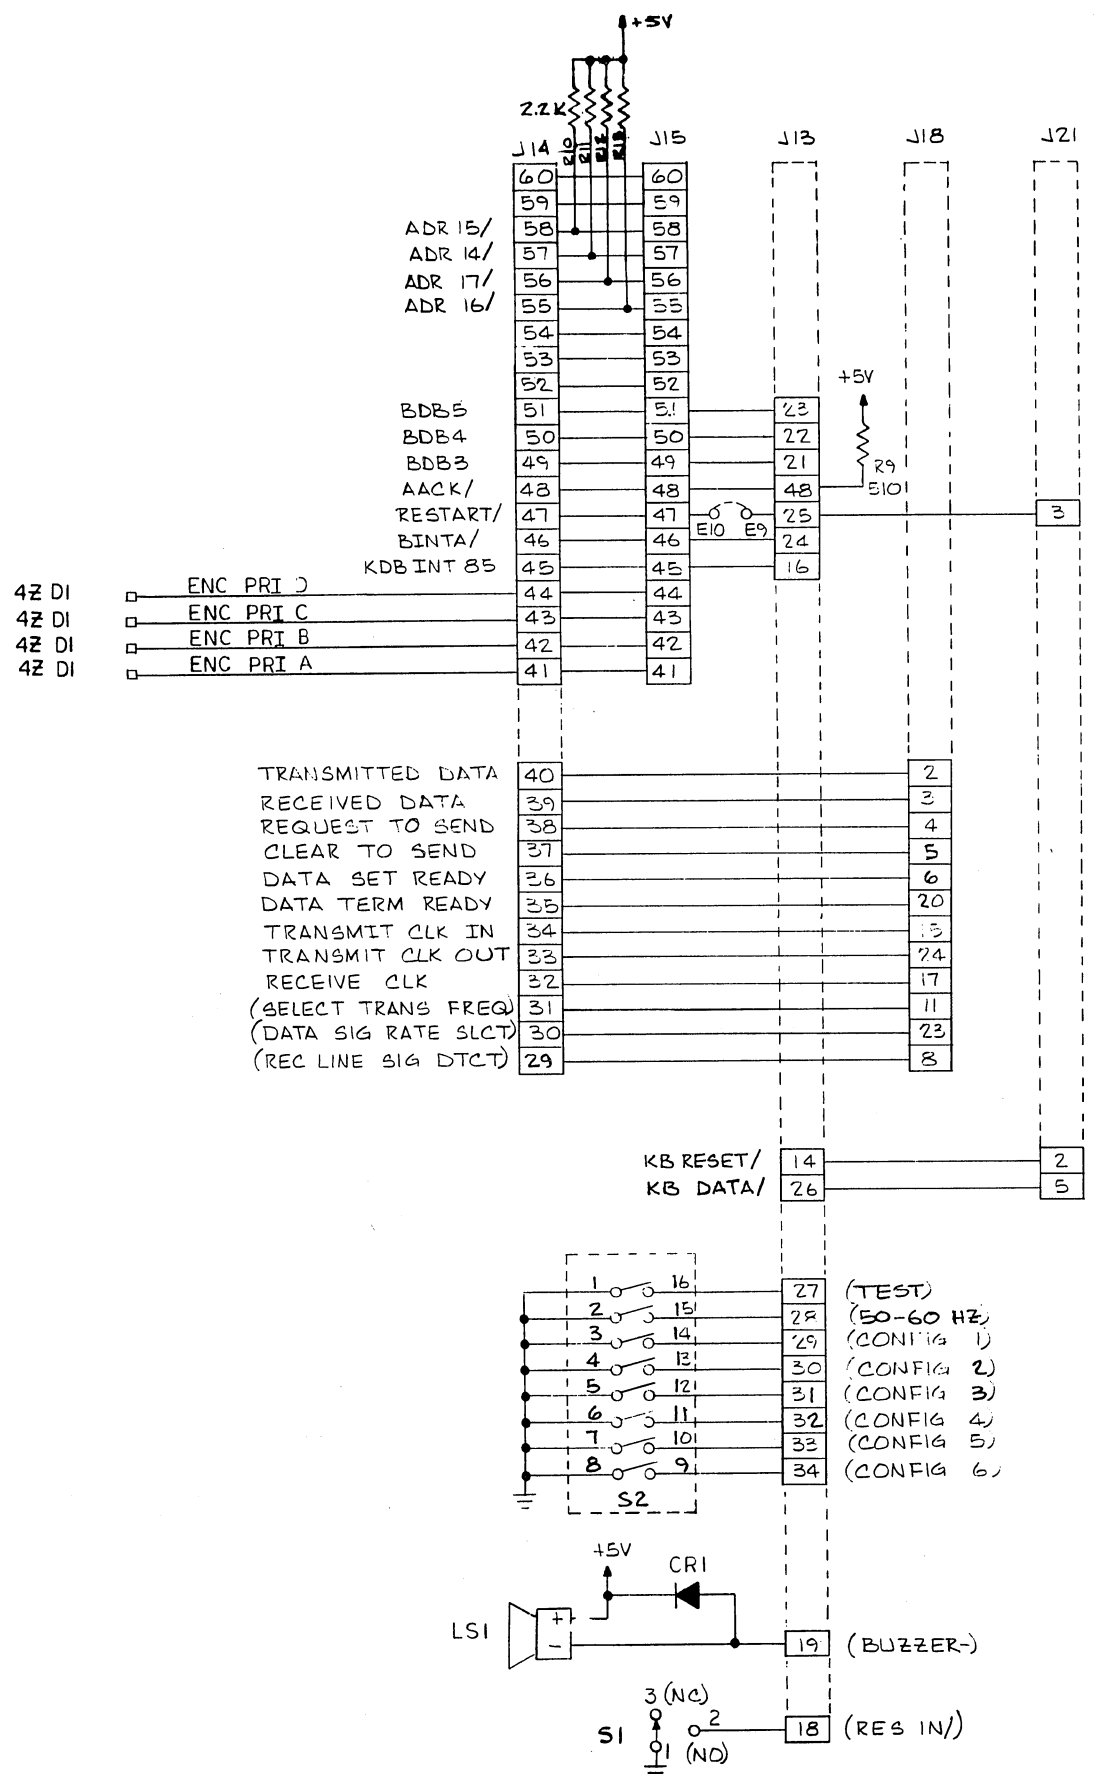 +5V
2.2K
R10 R11 R12 R13
J14 J15 J13 J18 J21
60 60
59 59
ADR 15/ 58 58
ADR 14/ 57 57
ADR 17/ 56 56
ADR 16/ 55 55
54 54
53 53
52 52
+5V
BDB5 51 51 23
BDB4 50 50 22
BDB3 49 49 21 R9
AACK/ 48 48 48 510
RESTART/ 47 47 25 3
E10 E9
BINTA/ 46 46 24
KDB INT 85 45 45 16
4Z D1 ENC PRI D 44 44
4Z D1 ENC PRI C 43 43
4Z D1 ENC PRI B 42 42
4Z D1 ENC PRI A 41 41
TRANSMITTED DATA 40 2
RECEIVED DATA 39 3
REQUEST TO SEND 38 4
CLEAR TO SEND 37 5
DATA SET READY 36 6
DATA TERM READY 35 20
TRANSMIT CLK IN 34 15
TRANSMIT CLK OUT 33 24
RECEIVE CLK 32 17
(SELECT TRANS FREQ) 31 11
(DATA SIG RATE SLCT) 30 23
(REC LINE SIG DTCT) 29 8
KB RESET/ 14 2
KB DATA/ 26 5
1 16 27 (TEST)
2 15 28 (50-60 HZ)
3 14 29 (CONFIG 1)
4 13 30 (CONFIG 2)
5 12 31 (CONFIG 3)
6 11 32 (CONFIG 4)
7 10 33 (CONFIG 5)
8 9 34 (CONFIG 6)
S2
+5V
CR1
LS1 + - 19 (BUZZER-)
3 (NC)
S1 2 18 (RES IN/)
1 (NO)